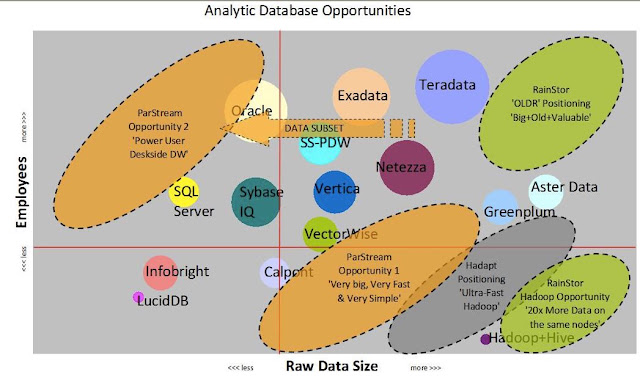 Analytic Database Opportunities
Employees
more >>>
<<< less
ParStream
Opportunity 2
'Power User
Deskside DW'
Oracle
Exadata
Teradata
RainStor
'OLDR' Positioning
'Big+Old+Valuable'
DATA SUBSET
SS-PDW
Netezza
SQL
Server
Sybase
IQ
Vertica
Aster Data
Greenplum
VectorWise
Infobright
LucidDB
Calpont
ParStream
Opportunity 1
'Very big, Very Fast
& Very Simple'
Hadapt
Positioning
'Ultra-Fast
Hadoop'
RainStor
Hadoop Opportunity
'20x More Data on
the same nodes'
Hadoop+Hive
<<< less
Raw Data Size
more >>>